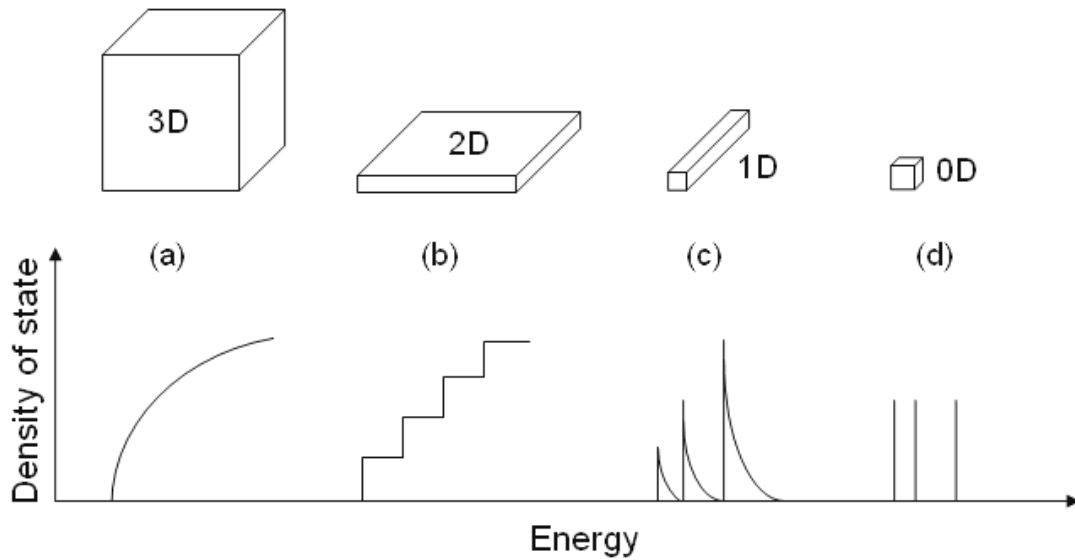 3D
2D
1D
0D
(a)
(b)
(c)
(d)
Density of state
Energy